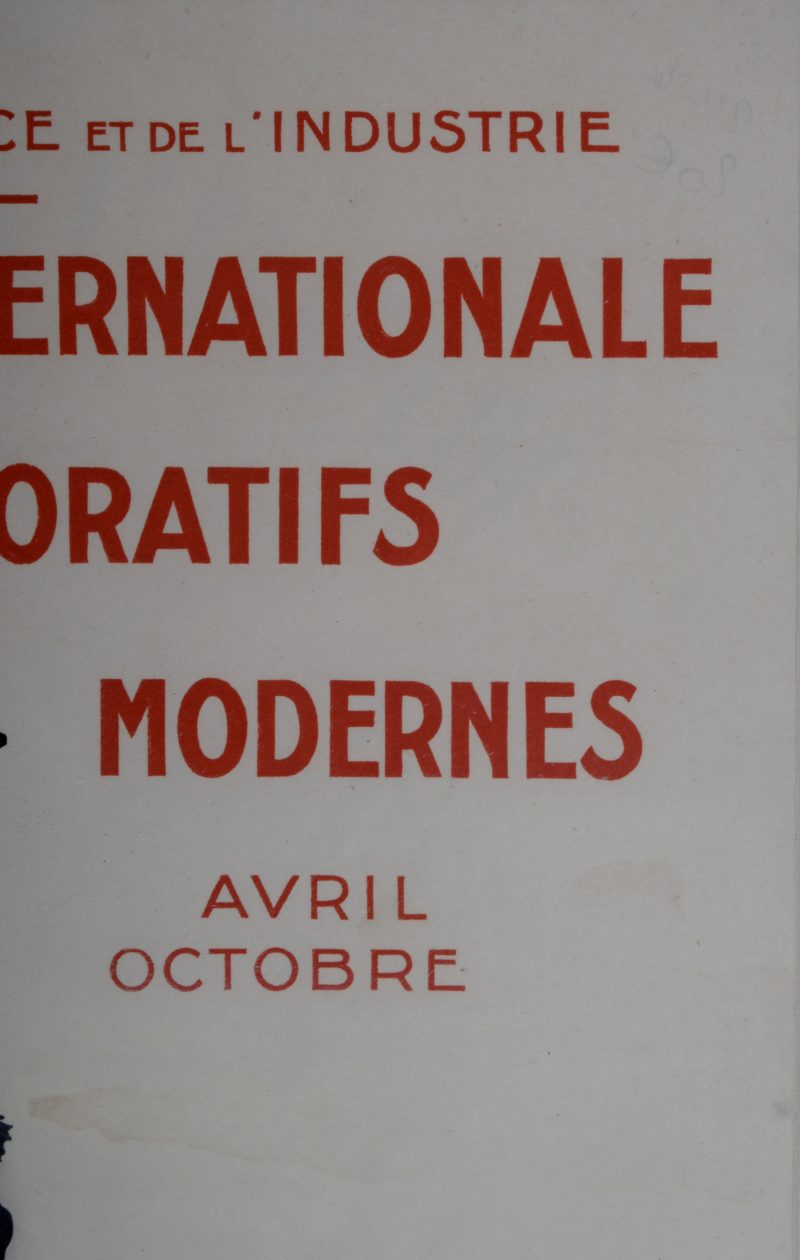 CE ET DE L'INDUSTRIE
ERNATIONALE
ORATIFS
MODERNES
AVRIL
OCTOBRE